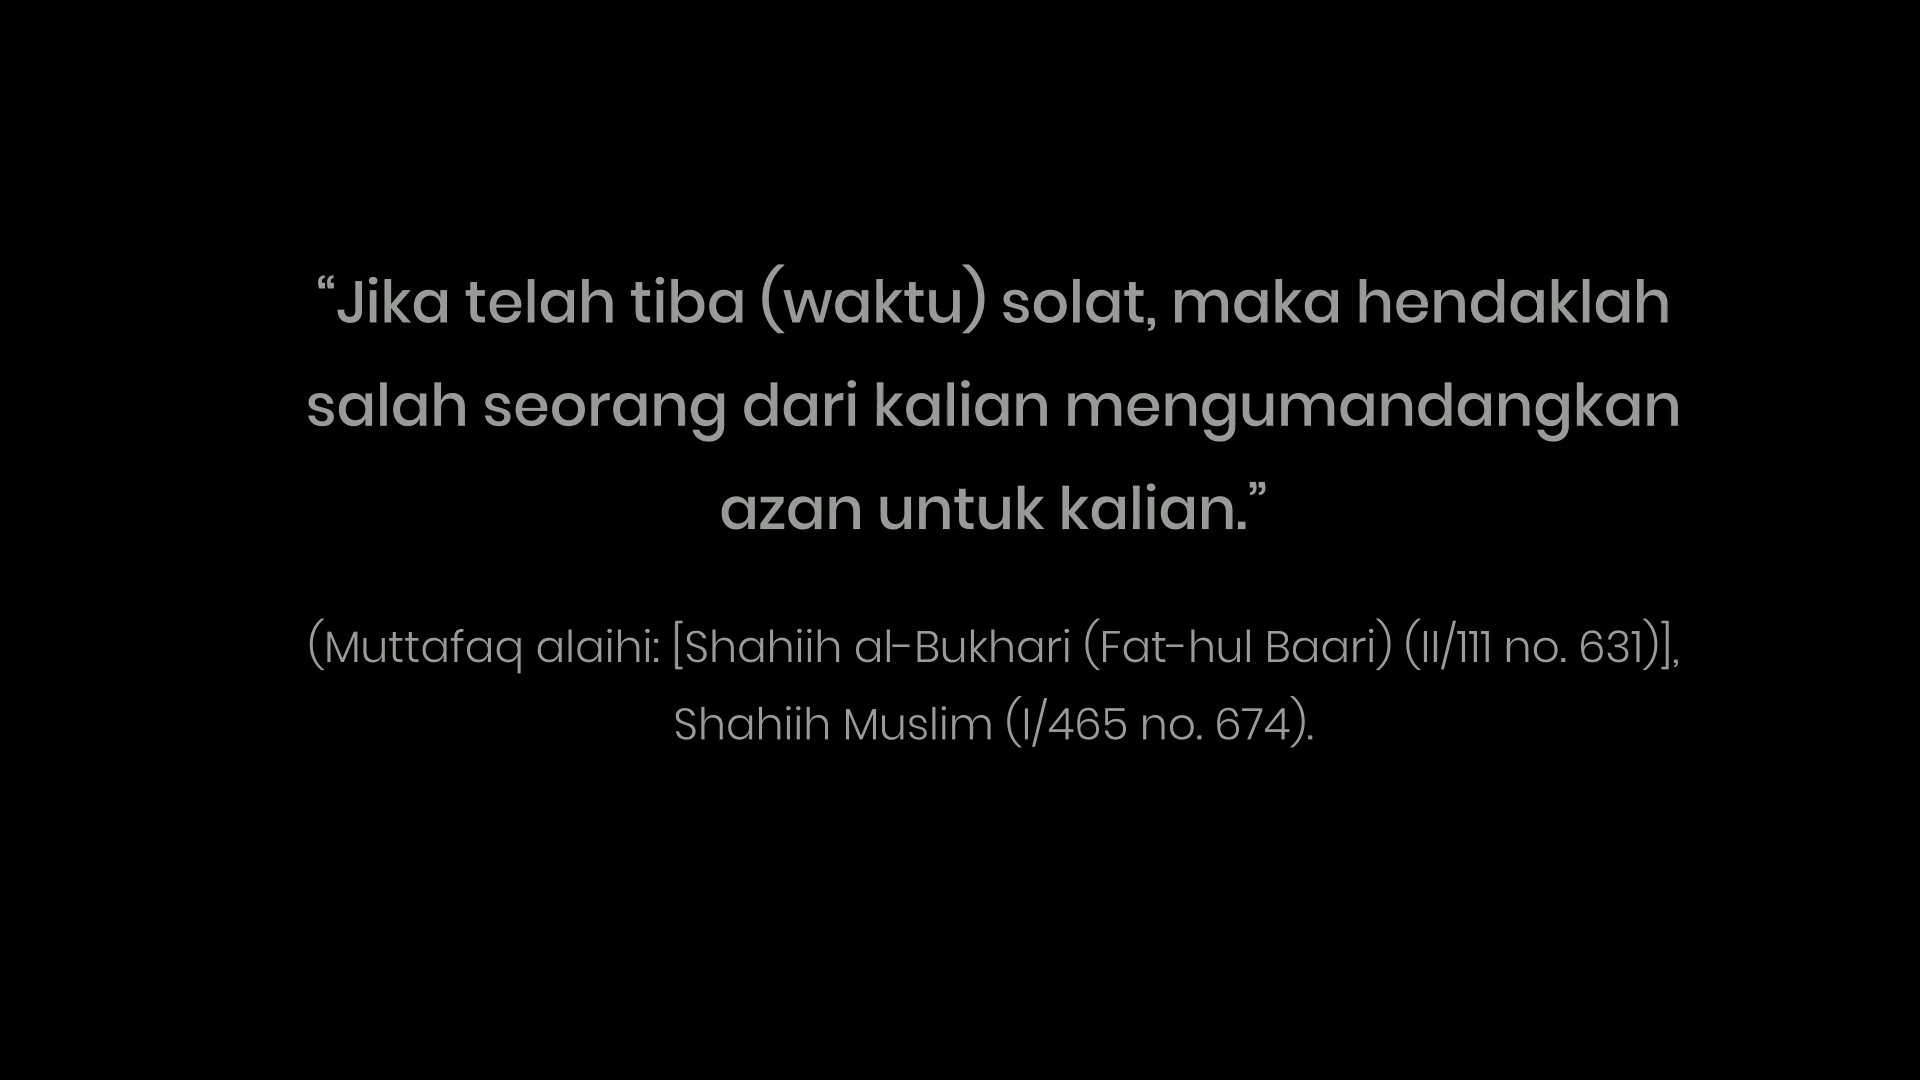 “Jika telah tiba (waktu) solat, maka hendaklah
salah seorang dari kalian mengumandangkan
azan untuk kalian.”
(Muttafaq alaihi: [Shahiih al-Bukhari (Fat-hul Baari) (II/111 no. 631)],
Shahiih Muslim (I/465 no. 674).